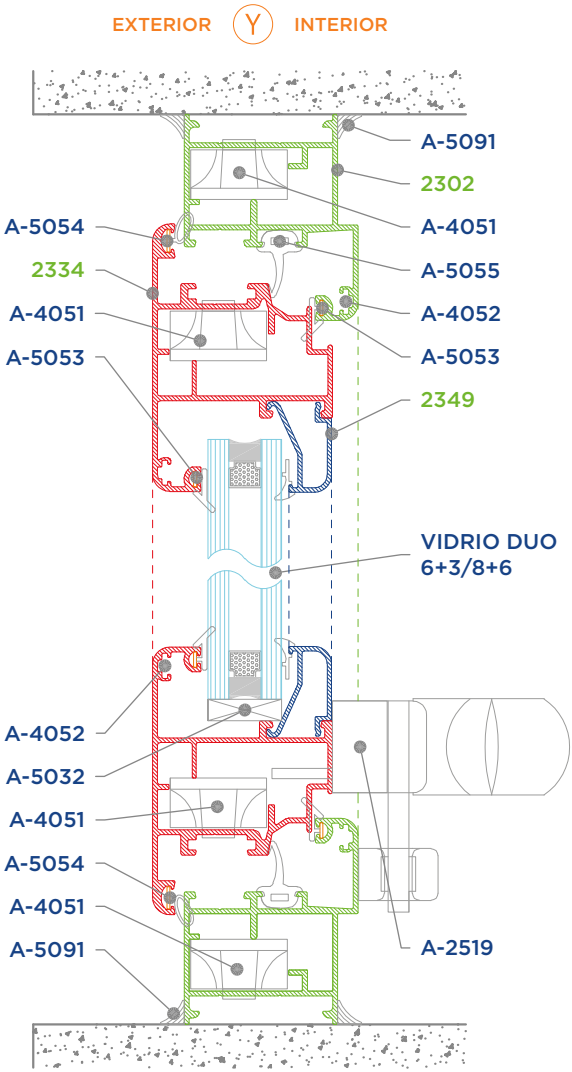 EXTERIOR Y INTERIOR
A-5091
2302
A-4051
A-5054
A-5055
2334
A-4051
A-4052
A-5053
A-5053
2349
VIDRIO DUO
6+3/8+6
A-4052
A-5032
A-4051
A-5054
A-4051
A-2519
A-5091